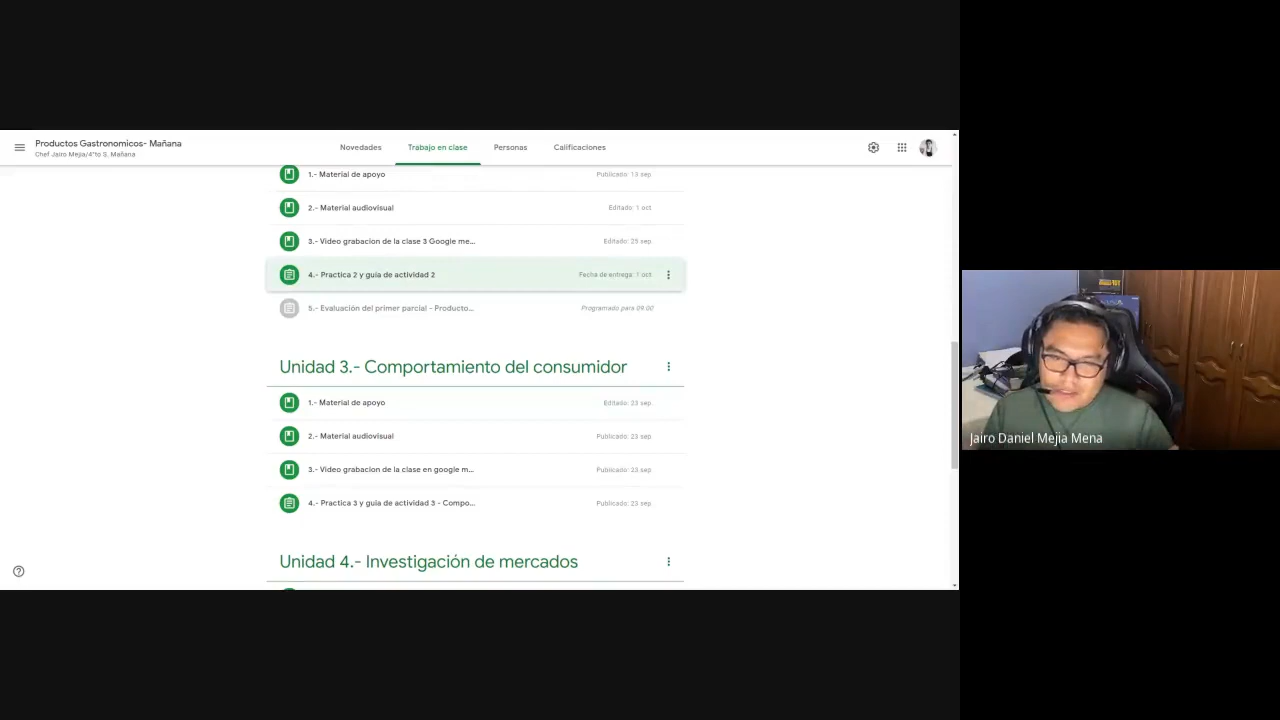 Productos Gastronomicos- Mañana
Chef Jairo Mejia/4°to S. Mañana
Novedades
Trabajo en clase
Personas
Calificaciones
1.- Material de apoyo
Publicado: 13 sep
2.- Material audiovisual
Editado: 1 oct
3.- Video grabacion de la clase 3 Google me...
Editado: 25 sep
4.- Practica 2 y guía de actividad 2
Fecha de entrega: 1 oct
5.- Evaluación del primer parcial - Producto...
Programado para 09:00
Unidad 3.- Comportamiento del consumidor
1.- Material de apoyo
Editado: 23 sep
2.- Material audiovisual
Publicado: 23 sep
3.- Video grabacion de la clase en google m...
Publicado: 23 sep
4.- Practica 3 y guia de actividad 3 - Compo...
Publicado: 23 sep
Unidad 4.- Investigación de mercados
Jairo Daniel Mejia Mena